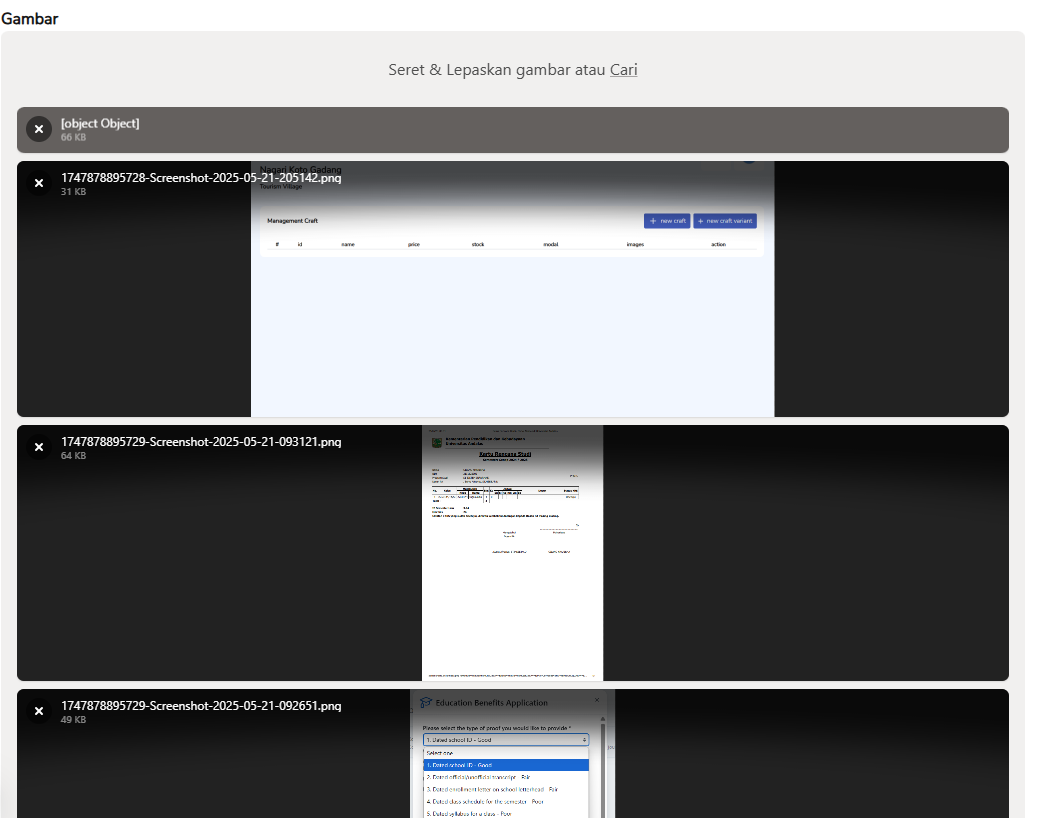 Gambar
Seret & Lepaskan gambar atau Cari
[object Object]
66 KB
1747878895728-Screenshot-2025-05-21-205142.png
31 KB
Nagari Koto Gadang
Tourism Village
Management Craft
+ new craft
+ new craft variant
# id name price stock modal images action
1747878895729-Screenshot-2025-05-21-093121.png
64 KB
Universitas Andalas
Kartu Rencana Studi
1747878895729-Screenshot-2025-05-21-092651.png
49 KB
Education Benefits Application
Please select the type of proof you would like to provide *
1. Dated school ID - Good
Select one
1. Dated school ID - Good
2. Dated official/unofficial transcript - Fair
3. Dated enrollment letter on school letterhead - Fair
4. Dated class schedule for the semester - Poor
5. Dated syllabus for a class - Poor